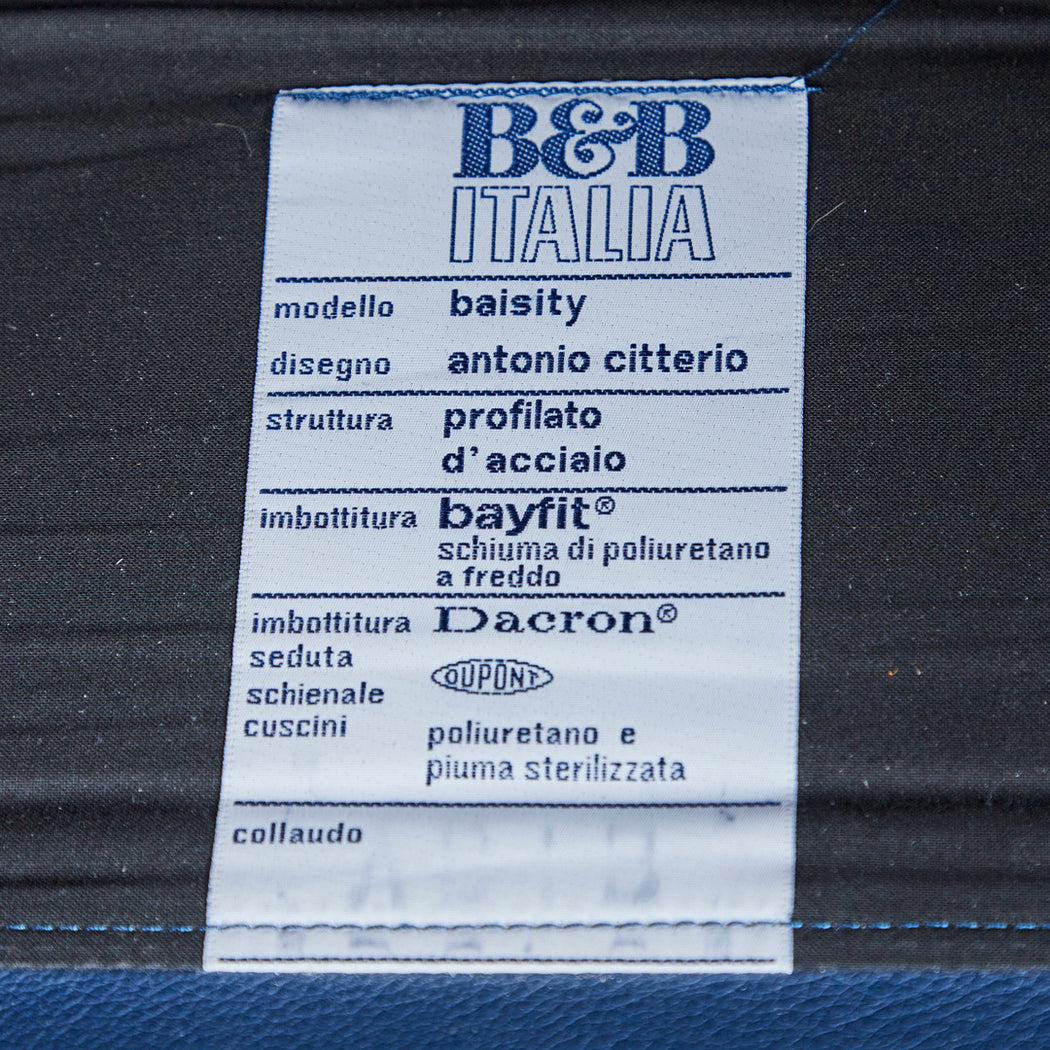 B&B
ITALIA
modello baisity
disegno antonio citterio
struttura profilato
d'acciaio
imbottitura bayfit®
schiuma di poliuretano
a freddo
imbottitura Dacron®
seduta
schienale DUPONT
cuscini
poliuretano e
piuma sterilizzata
collaudo